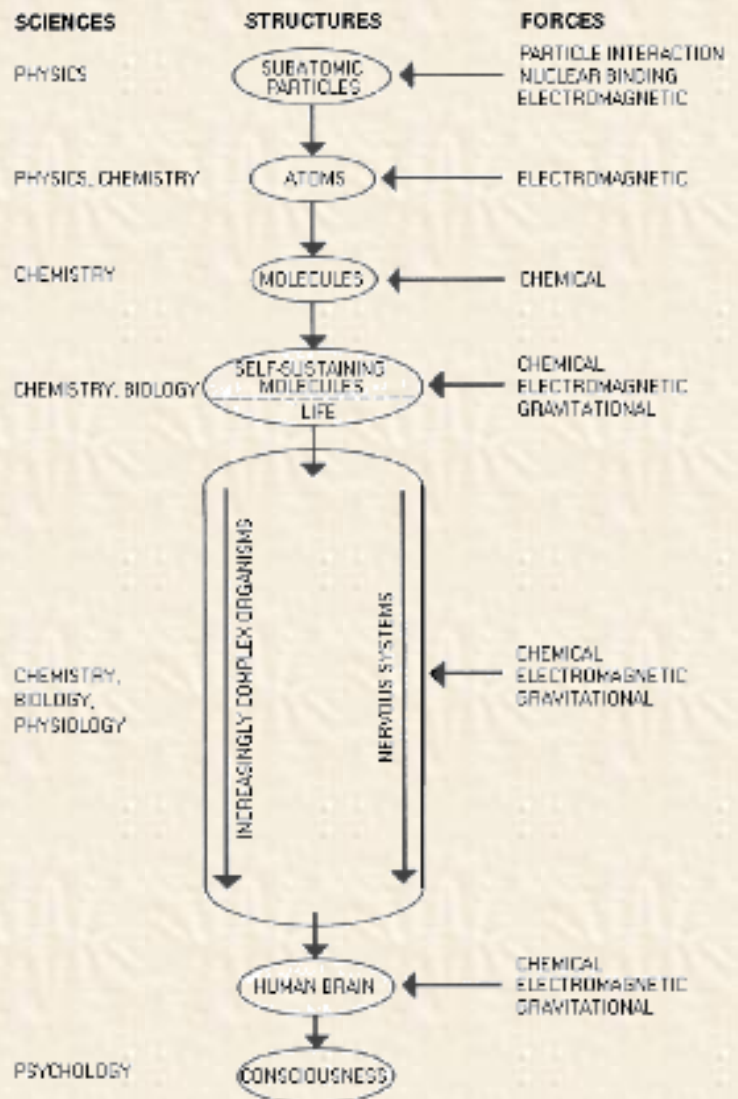 SCIENCES STRUCTURES FORCES
PHYSICS
SUBATOMIC
PARTICLES
PARTICLE INTERACTION
NUCLEAR BINDING
ELECTROMAGNETIC
PHYSICS, CHEMISTRY
ATOMS
ELECTROMAGNETIC
CHEMISTRY
MOLECULES
CHEMICAL
CHEMISTRY, BIOLOGY
SELF-SUSTAINING
MOLECULES
LIFE
CHEMICAL
ELECTROMAGNETIC
GRAVITATIONAL
CHEMISTRY,
BIOLOGY,
PHYSIOLOGY
INCREASINGLY COMPLEX ORGANISMS
NERVOUS SYSTEMS
CHEMICAL
ELECTROMAGNETIC
GRAVITATIONAL
HUMAN BRAIN
CHEMICAL
ELECTROMAGNETIC
GRAVITATIONAL
PSYCHOLOGY
CONSCIOUSNESS